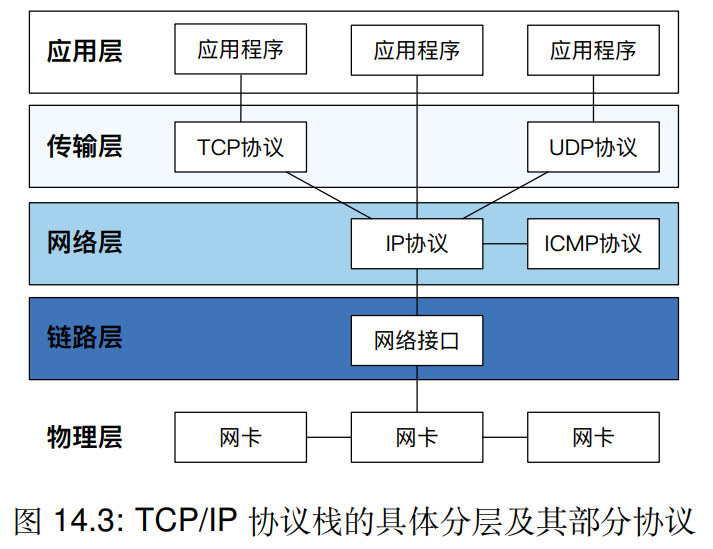 应用层 应用程序 应用程序 应用程序
传输层 TCP协议 UDP协议
网络层 IP协议 ICMP协议
链路层 网络接口
物理层 网卡 网卡 网卡
图 14.3: TCP/IP 协议栈的具体分层及其部分协议